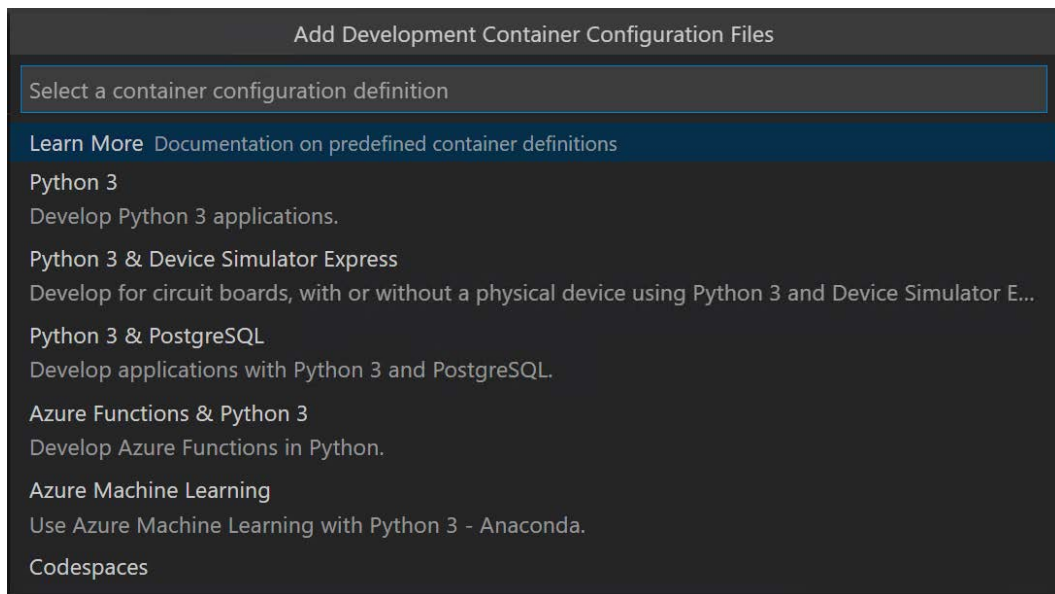 Add Development Container Configuration Files
Select a container configuration definition
Learn More Documentation on predefined container definitions
Python 3
Develop Python 3 applications.
Python 3 & Device Simulator Express
Develop for circuit boards, with or without a physical device using Python 3 and Device Simulator E...
Python 3 & PostgreSQL
Develop applications with Python 3 and PostgreSQL.
Azure Functions & Python 3
Develop Azure Functions in Python.
Azure Machine Learning
Use Azure Machine Learning with Python 3 - Anaconda.
Codespaces